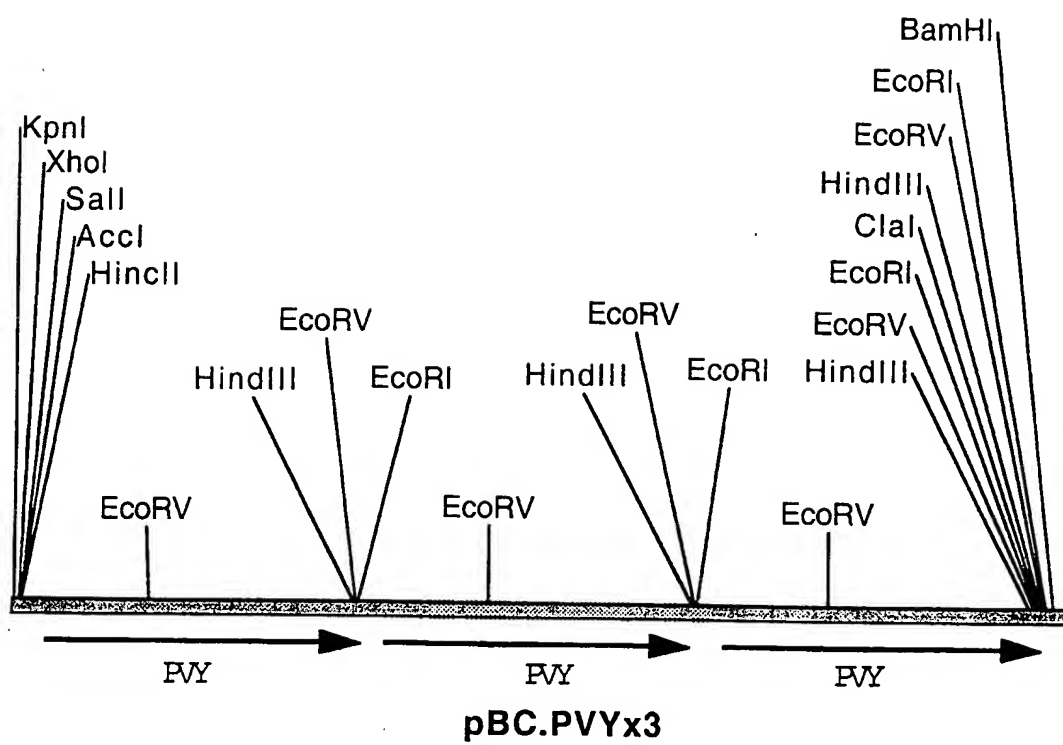 BamHI
EcoRI
KpnI
EcoRV
XhoI
HindIII
SalI
ClaI
AccI
EcoRI
HincII
EcoRV
EcoRV
EcoRV
HindIII
EcoRI
HindIII
EcoRI
HindIII
EcoRV
EcoRV
EcoRV
PVY
PVY
PVY
pBC.PVYx3